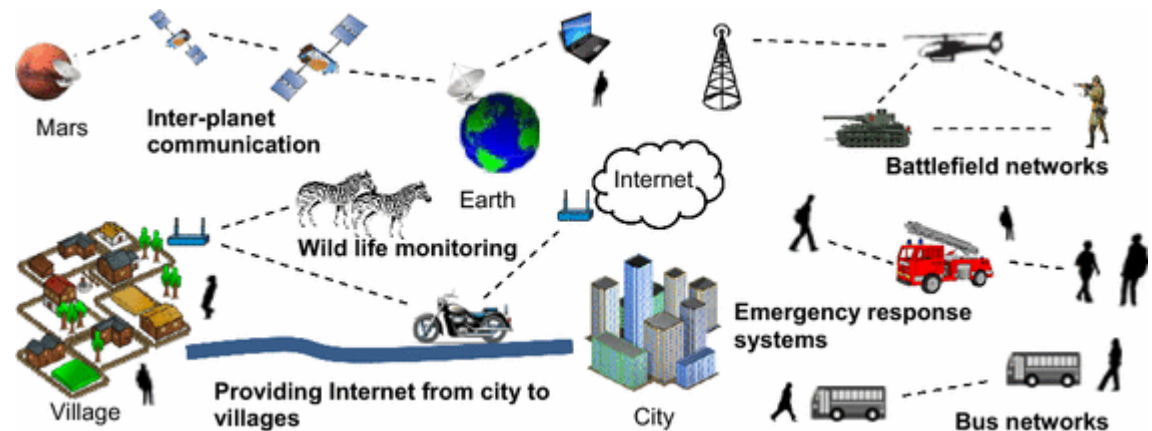 Mars
Inter-planet
communication
Earth
Battlefield networks
Internet
Wild life monitoring
Village
Providing Internet from city to
villages
City
Emergency response
systems
Bus networks